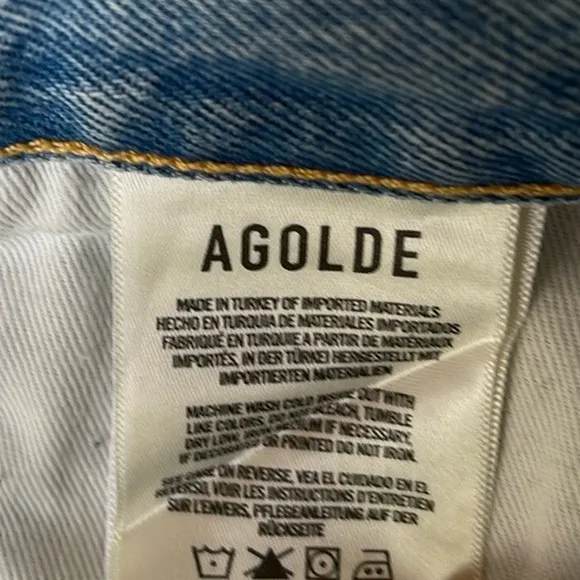 AGOLDE
MADE IN TURKEY OF IMPORTED MATERIALS
HECHO EN TURQUIA DE MATERIALES IMPORTADOS
FABRIQUÉ EN TURQUIE A PARTIR DE MATÉRIAUX
IMPORTÉS, IN DER TÜRKEI HERGESTELLT MIT
IMPORTIERTEN MATERIALIEN
MACHINE WASH COLD INSIDE OUT WITH
LIKE COLORS, DO NOT BLEACH, TUMBLE
DRY LOW, IRON MEDIUM IF NECESSARY,
IF DECORATED OR PRINTED DO NOT IRON.
ON REVERSE, VEA EL CUIDADO EN EL
REVERSO, VOIR LES INSTRUCTIONS D'ENTRETIEN
SUR L'ENVERS, PFLEGEANLEITUNG AUF DER
RÜCKSEITE